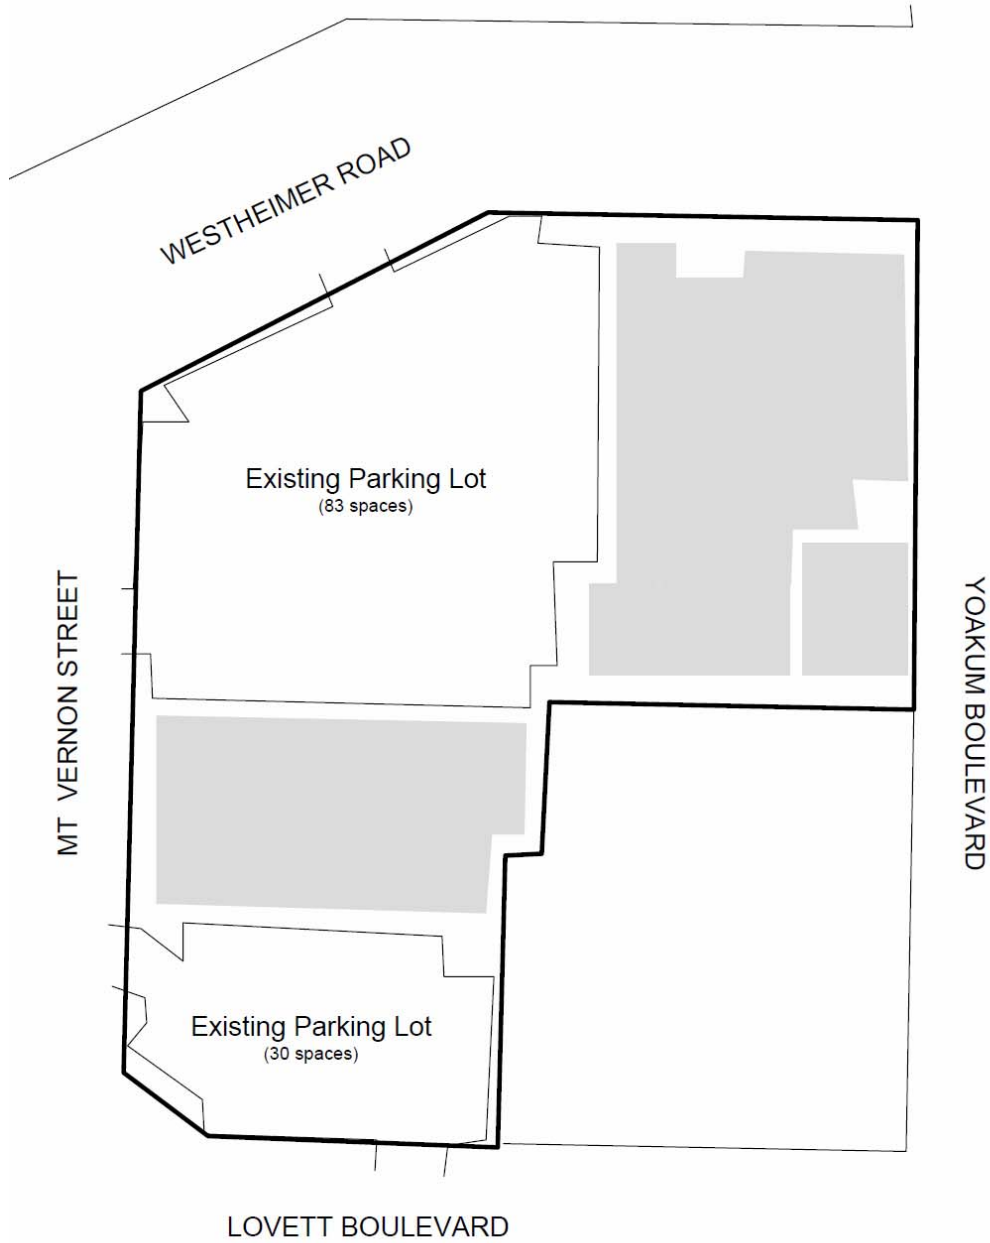 WESTHEIMER ROAD
Existing Parking Lot
(83 spaces)
MT VERNON STREET
YOAKUM BOULEVARD
Existing Parking Lot
(30 spaces)
LOVETT BOULEVARD